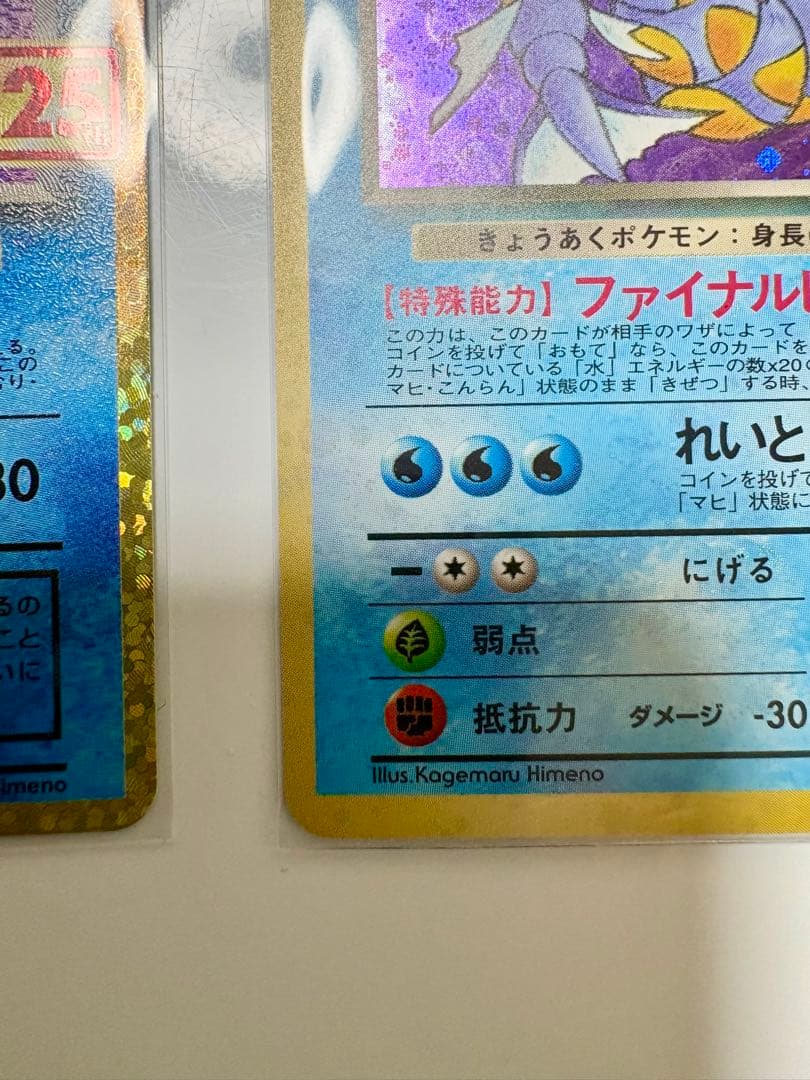 25
きょうあくポケモン:身長
【特殊能力】ファイナル
この力は、このカードが相手のワザによって
コインを投げて「おもて」なら、このカードを
カードについている「水」エネルギーの数x20
マヒ・こんらん」状態のまま「きぜつ」する時、
る。
この
り・
30
れいと
コインを投げて
「マヒ」状態に
にげる
るの
こと
いに
弱点
抵抗力 ダメージ -30
imeno
Illus.Kagemaru Himeno